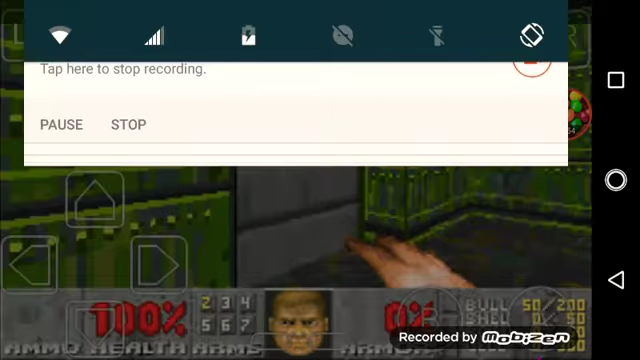 L
R
Tap here to stop recording.
PAUSE STOP
100%
2 3 4
5 6 7
0%
BULL 50/200
SHEL 0 50
Recorded by Mobizen
AMMO HEALTH ARMS ARMOR